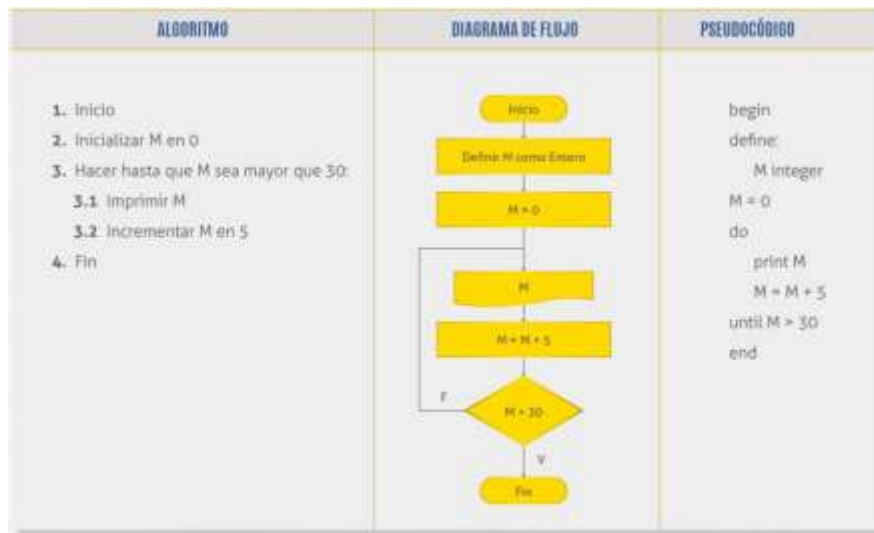 ALGORITMO
1. Inicio
2. Inicializar M en 0
3. Hacer hasta que M sea mayor que 30:
3.1 Imprimir M
3.2 Incrementar M en 5
4. Fin
DIAGRAMA DE FLUJO
Inicio
Definir M como Entero
M = 0
M
M = M + 5
F
M > 30
V
Fin
PSEUDOCÓDIGO
begin
define:
M integer
M = 0
do
print M
M = M + 5
until M > 30
end